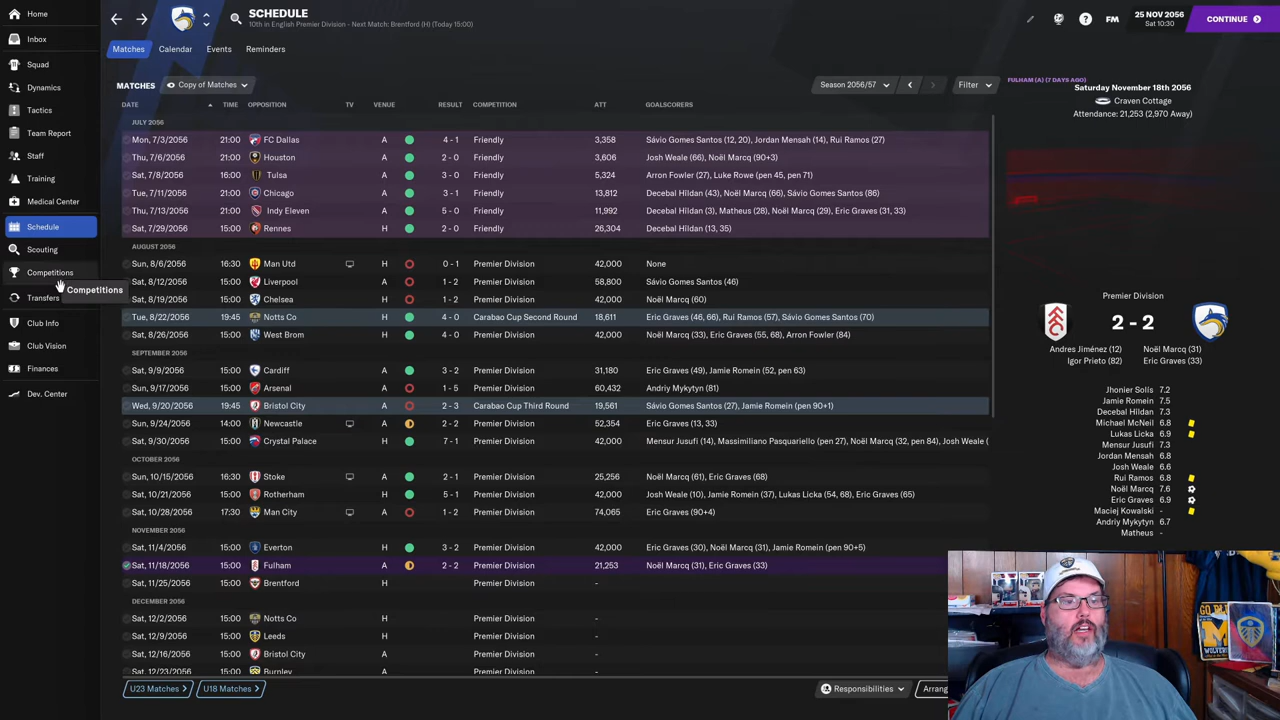 Home
SCHEDULE
10th in English Premier Division - Next Match: Brentford (H) (Today 15:00)
FM
25 NOV 2056
Sat 10:30
CONTINUE
Inbox
Squad
Dynamics
Tactics
Team Report
Staff
Training
Medical Center
Schedule
Scouting
Competitions
Competitions
Transfers
Club Info
Club Vision
Finances
Dev. Center
Matches Calendar Events Reminders
MATCHES Copy of Matches Season 2056/57 Filter
DATE TIME OPPOSITION TV VENUE RESULT COMPETITION ATT GOALSCORERS
JULY 2056
Mon, 7/3/2056 21:00 FC Dallas A 4 - 1 Friendly 3,358 Sávio Gomes Santos (12, 20), Jordan Mensah (14), Rui Ramos (27)
Thu, 7/6/2056 21:00 Houston A 2 - 0 Friendly 3,606 Josh Weale (66), Noël Marcq (90+3)
Sat, 7/8/2056 16:00 Tulsa A 3 - 0 Friendly 5,324 Arron Fowler (27), Luke Rowe (pen 45, pen 71)
Tue, 7/11/2056 21:00 Chicago A 3 - 1 Friendly 13,812 Decebal Hîldan (43), Noël Marcq (66), Sávio Gomes Santos (86)
Thu, 7/13/2056 21:00 Indy Eleven A 5 - 0 Friendly 11,992 Decebal Hîldan (3), Matheus (28), Noël Marcq (29), Eric Graves (31, 33)
Sat, 7/29/2056 15:00 Rennes H 2 - 0 Friendly 26,304 Decebal Hîldan (13, 35)
AUGUST 2056
Sun, 8/6/2056 16:30 Man Utd H 0 - 1 Premier Division 42,000 None
Sat, 8/12/2056 15:00 Liverpool A 1 - 2 Premier Division 58,800 Sávio Gomes Santos (46)
Sat, 8/19/2056 15:00 Chelsea H 1 - 2 Premier Division 42,000 Noël Marcq (60)
Tue, 8/22/2056 19:45 Notts Co H 4 - 0 Carabao Cup Second Round 18,611 Eric Graves (46, 66), Rui Ramos (57), Sávio Gomes Santos (70)
Sat, 8/26/2056 15:00 West Brom H 4 - 0 Premier Division 42,000 Noël Marcq (33), Eric Graves (55, 68), Arron Fowler (84)
SEPTEMBER 2056
Sat, 9/9/2056 15:00 Cardiff A 3 - 2 Premier Division 31,180 Eric Graves (49), Jamie Romein (52, pen 63)
Sun, 9/17/2056 15:00 Arsenal A 1 - 5 Premier Division 60,432 Andriy Mykytyn (81)
Wed, 9/20/2056 19:45 Bristol City A 2 - 3 Carabao Cup Third Round 19,561 Sávio Gomes Santos (27), Jamie Romein (pen 90+1)
Sun, 9/24/2056 14:00 Newcastle A 2 - 2 Premier Division 52,354 Eric Graves (13, 33)
Sat, 9/30/2056 15:00 Crystal Palace H 7 - 1 Premier Division 42,000 Mensur Jusufi (14), Massimiliano Pasquariello (pen 27), Noël Marcq (32, pen 84), Josh Weale (
OCTOBER 2056
Sun, 10/15/2056 16:30 Stoke A 2 - 1 Premier Division 25,256 Noël Marcq (61), Eric Graves (68)
Sat, 10/21/2056 15:00 Rotherham H 5 - 1 Premier Division 42,000 Josh Weale (10), Jamie Romein (37), Lukas Licka (54, 68), Eric Graves (65)
Sat, 10/28/2056 17:30 Man City A 1 - 2 Premier Division 74,065 Eric Graves (90+4)
NOVEMBER 2056
Sat, 11/4/2056 15:00 Everton H 3 - 2 Premier Division 42,000 Eric Graves (30), Noël Marcq (31), Jamie Romein (pen 90+5)
Sat, 11/18/2056 15:00 Fulham A 2 - 2 Premier Division 21,253 Noël Marcq (31), Eric Graves (33)
Sat, 11/25/2056 15:00 Brentford H Premier Division -
DECEMBER 2056
Sat, 12/2/2056 15:00 Notts Co H Premier Division -
Sat, 12/9/2056 15:00 Leeds H Premier Division -
Sat, 12/16/2056 15:00 Bristol City A Premier Division -
Sat, 12/23/2056 15:00 Burnley H Premier Division -
U23 Matches U18 Matches Responsibilities Arrang
FULHAM (A) (7 DAYS AGO)
Saturday November 18th 2056
Craven Cottage
Attendance: 21,253 (2,970 Away)
Premier Division
2 - 2
Andres Jiménez (12) Noël Marcq (31)
Igor Prieto (82) Eric Graves (33)
Jhonier Solís 7.2
Jamie Romein 7.5
Decebal Hîldan 7.3
Michael McNeil 6.8
Lukas Licka 6.9
Mensur Jusufi 7.3
Jordan Mensah 6.8
Josh Weale 6.6
Rui Ramos 6.8
Noël Marcq 7.6
Eric Graves 6.9
Maciej Kowalski -
Andriy Mykytyn 6.7
Matheus -
GO BLUE
M
WOLVERINES